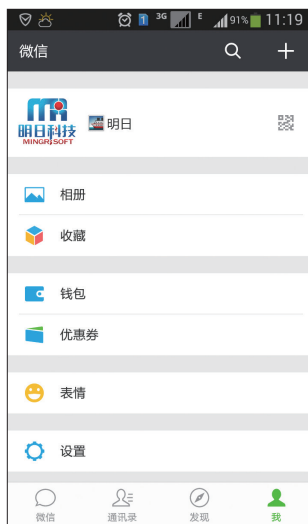 1 3G E 91% 11:19
微信
明日科技
MINGRISOFT
明日
相册
收藏
钱包
优惠券
表情
设置
微信 通讯录 发现 我